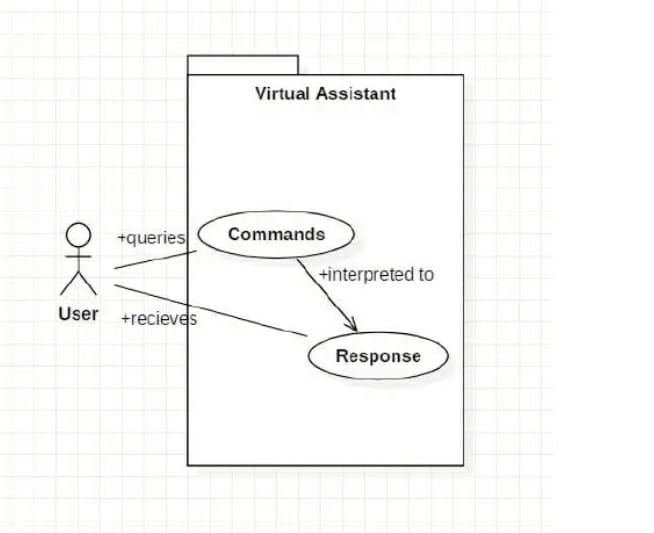 Virtual Assistant
+queries
Commands
+interpreted to
User
+recieves
Response